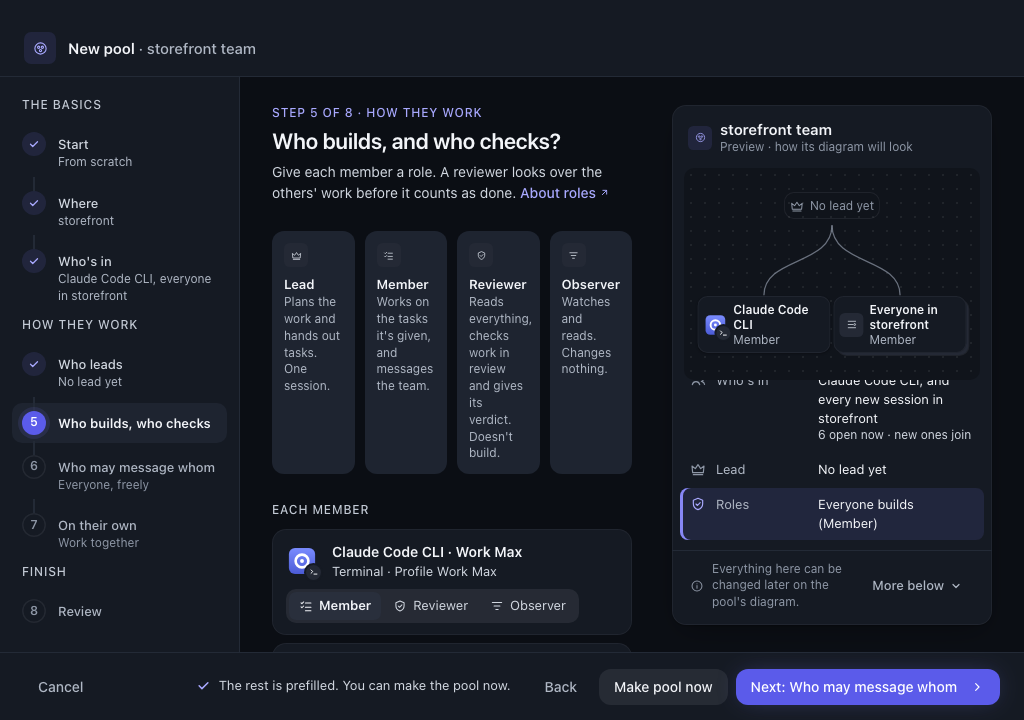 New pool · storefront team
THE BASICS
Start
From scratch
Where
storefront
Who's in
Claude Code CLI, everyone
in storefront
HOW THEY WORK
Who leads
No lead yet
5
Who builds, who checks
6
Who may message whom
Everyone, freely
7
On their own
Work together
FINISH
8
Review
STEP 5 OF 8 · HOW THEY WORK
Who builds, and who checks?
Give each member a role. A reviewer looks over the
others' work before it counts as done. About roles ↗
Lead
Plans the
work and
hands out
tasks.
One
session.
Member
Works on
the tasks
it's given,
and
messages
the team.
Reviewer
Reads
everything,
checks
work in
review
and gives
its
verdict.
Doesn't
build.
Observer
Watches
and
reads.
Changes
nothing.
EACH MEMBER
Claude Code CLI · Work Max
Terminal · Profile Work Max
Member
Reviewer
Observer
storefront team
Preview · how its diagram will look
No lead yet
Claude Code
CLI
Member
Everyone in
storefront
Member
Who's in
Claude Code CLI, and
every new session in
storefront
6 open now · new ones join
Lead
No lead yet
Roles
Everyone builds
(Member)
Everything here can be
changed later on the
pool's diagram.
More below
Cancel
The rest is prefilled. You can make the pool now.
Back
Make pool now
Next: Who may message whom